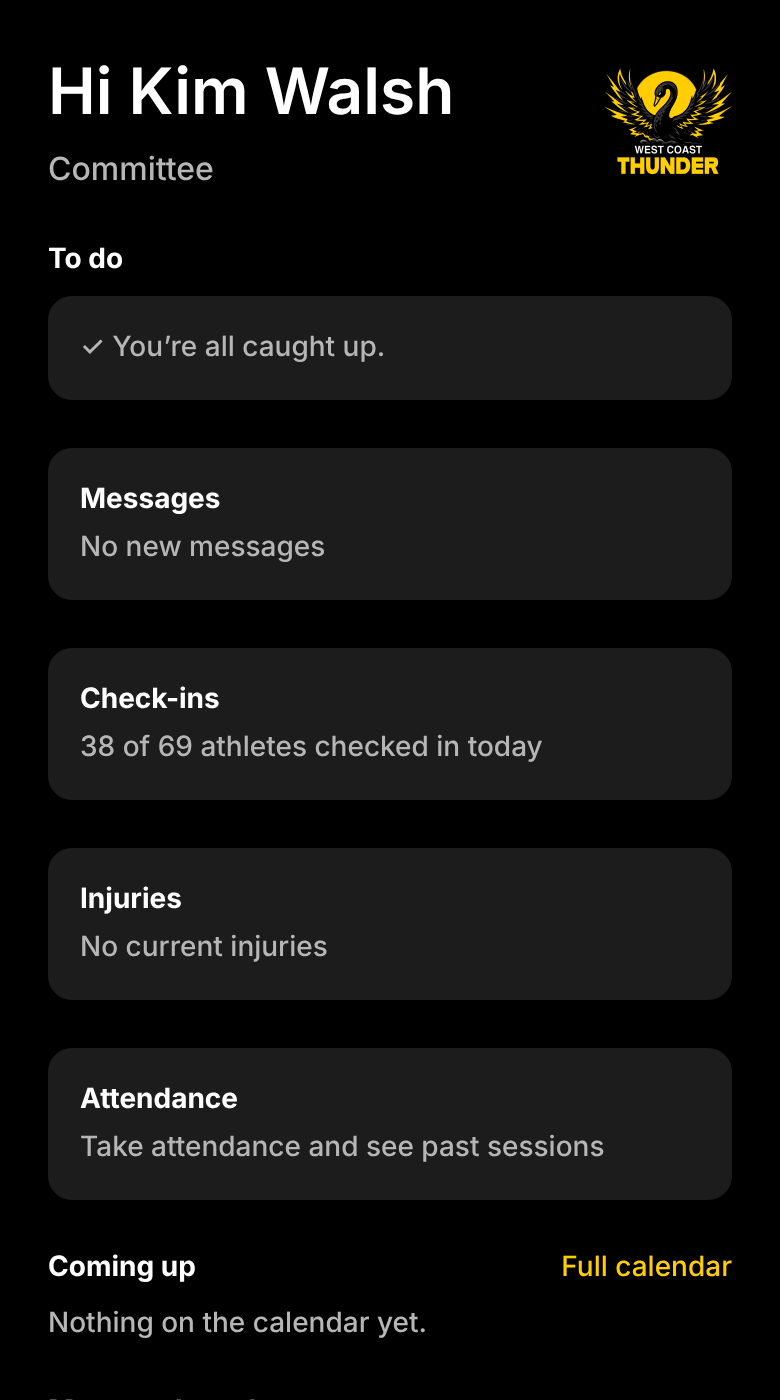 Hi Kim Walsh
Committee
WEST COAST
THUNDER
To do
✓ You’re all caught up.
Messages
No new messages
Check-ins
38 of 69 athletes checked in today
Injuries
No current injuries
Attendance
Take attendance and see past sessions
Coming up
Full calendar
Nothing on the calendar yet.